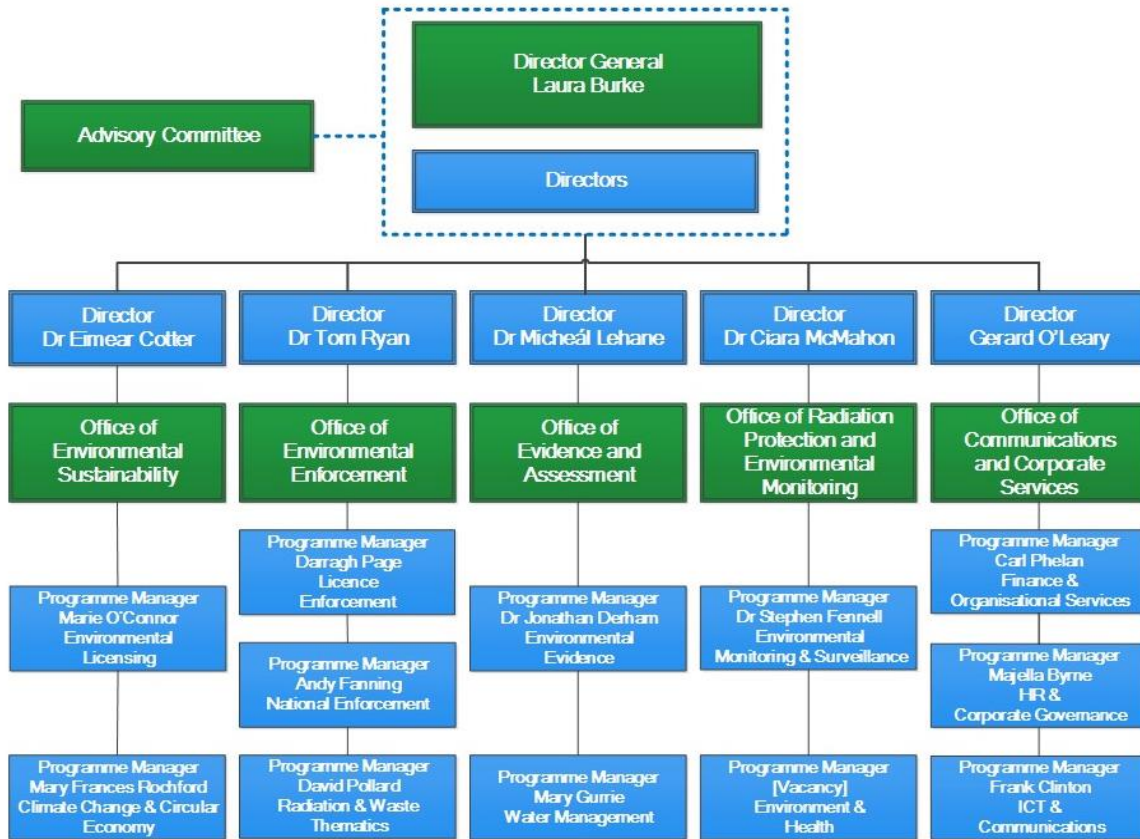 Director General
Laura Burke
Advisory Committee
Directors
Director
Dr Eimear Cotter
Director
Dr Tom Ryan
Director
Dr Micheál Lehane
Director
Dr Ciara McMahon
Director
Gerard O'Leary
Office of
Environmental
Sustainability
Office of
Environmental
Enforcement
Office of
Evidence and
Assessment
Office of Radiation
Protection and
Environmental
Monitoring
Office of
Communications
and Corporate
Services
Programme Manager
Marie O'Connor
Environmental
Licensing
Programme Manager
Darragh Page
Licence
Enforcement
Programme Manager
Dr Jonathan Derham
Environmental
Evidence
Programme Manager
Dr Stephen Fennell
Environmental
Monitoring & Surveillance
Programme Manager
Carl Phelan
Finance &
Organisational Services
Programme Manager
Andy Fanning
National Enforcement
Programme Manager
Majella Byrne
HR &
Corporate Governance
Programme Manager
Mary Frances Rochford
Climate Change & Circular
Economy
Programme Manager
David Pollard
Radiation & Waste
Thematics
Programme Manager
Mary Gurrie
Water Management
Programme Manager
[Vacancy]
Environment &
Health
Programme Manager
Frank Clinton
ICT &
Communications